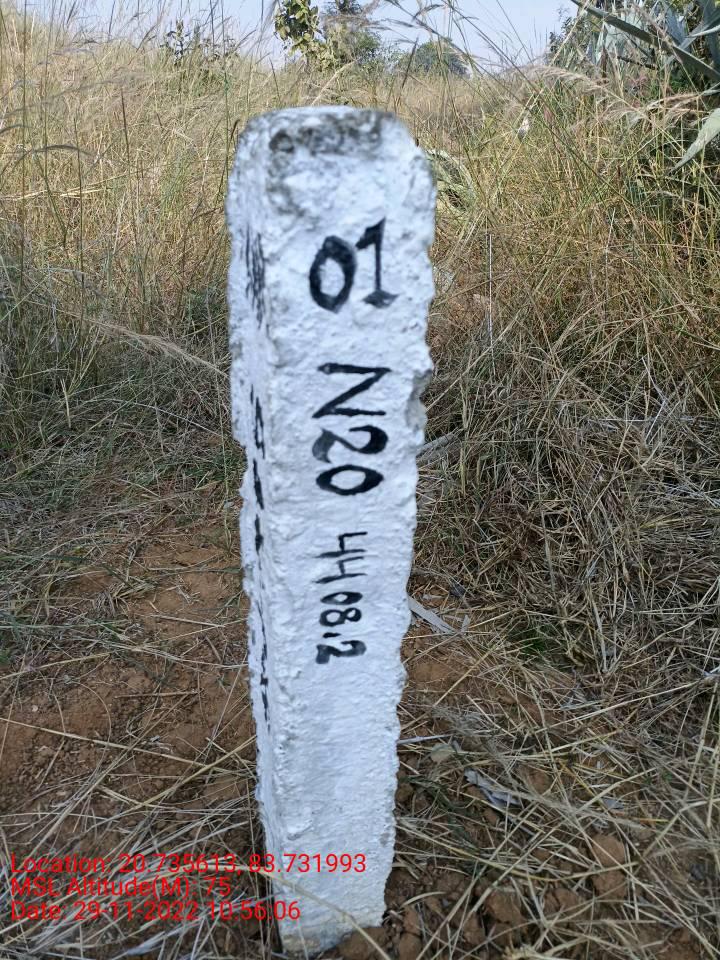 01
N20
4408.2
Location: 20.735613, 83.731993
MSL Altitude(M): 75
Date: 29-11-2022 10:56:06